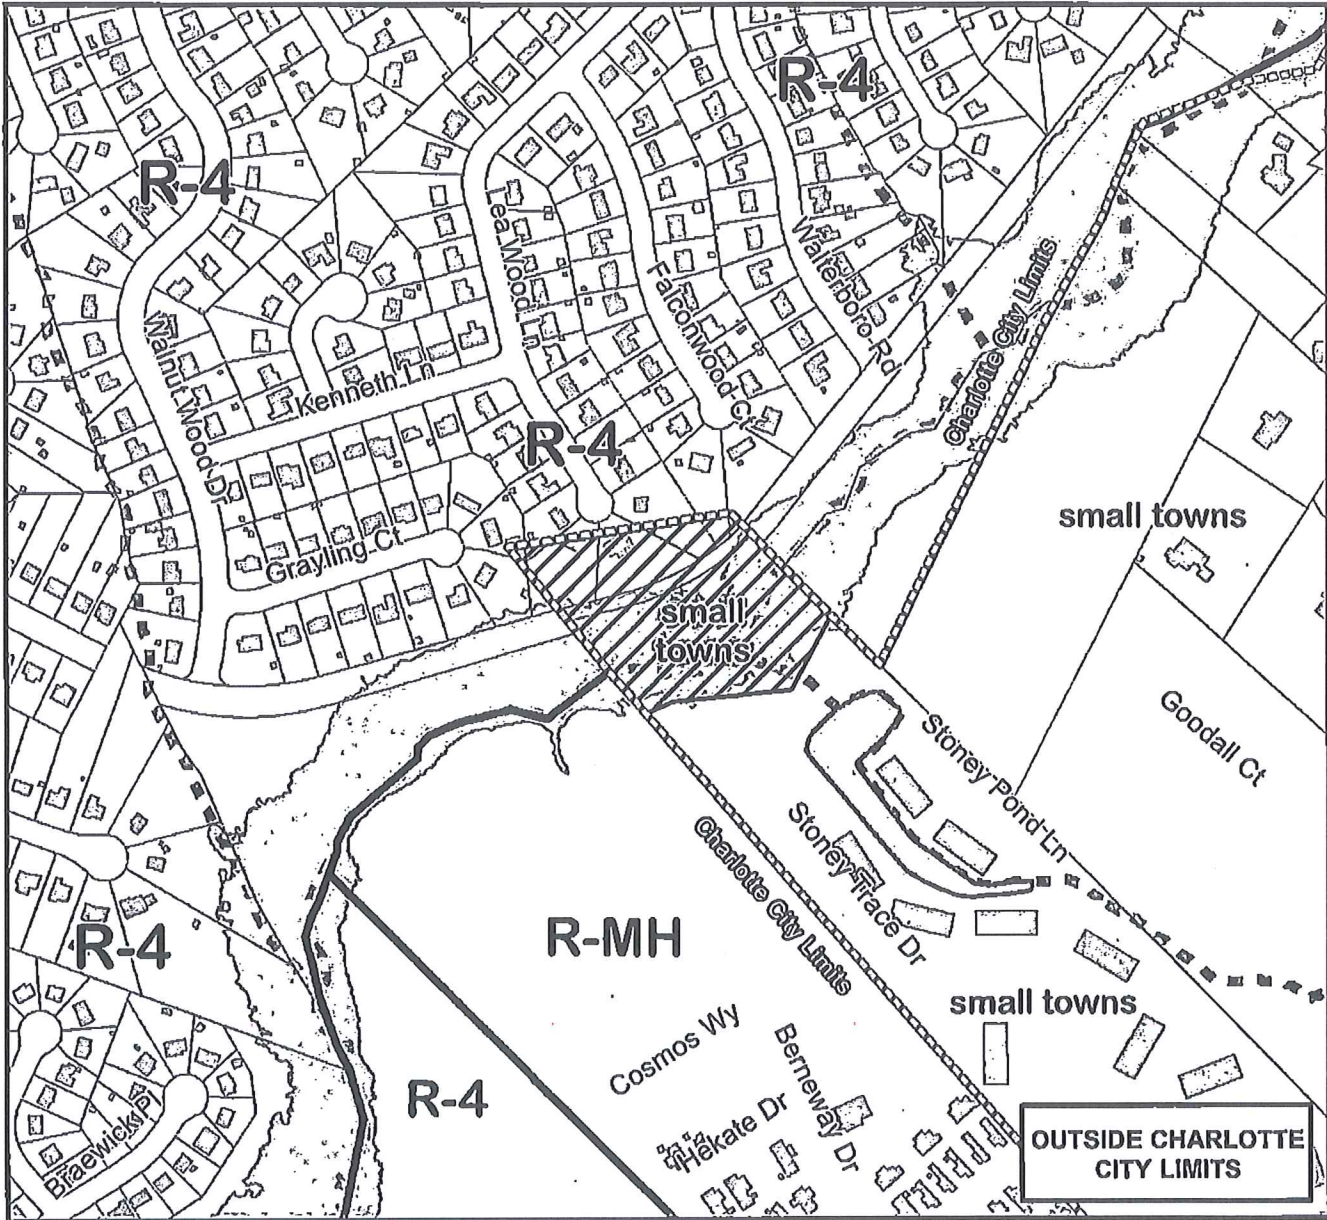 R-4
R-4
Walterboro Rd
Lea Wood Ln
Falconwood Ct
Charlotte City Limits
Walnut Wood Dr
Kenneth Ln
R-4
small towns
Grayling Ct
small
towns
Goodall Ct
Stoney Pond Ln
Stoney Trace Dr
Charlotte City Limits
R-4
R-MH
small towns
Cosmos Wy
Berneway Dr
R-4
Hekate Dr
Braewick Pl
OUTSIDE CHARLOTTE
CITY LIMITS